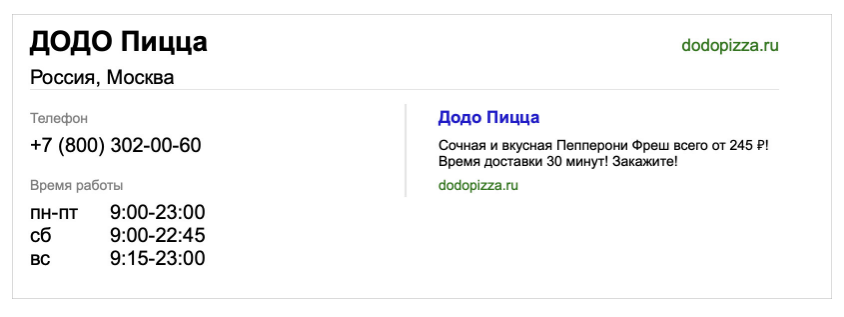 ДОДО Пицца
dodopizza.ru
Россия, Москва
Телефон
+7 (800) 302-00-60
Время работы
пн-пт 9:00-23:00
сб 9:00-22:45
вс 9:15-23:00
Додо Пицца
Сочная и вкусная Пепперони Фреш всего от 245 ₽!
Время доставки 30 минут! Закажите!
dodopizza.ru